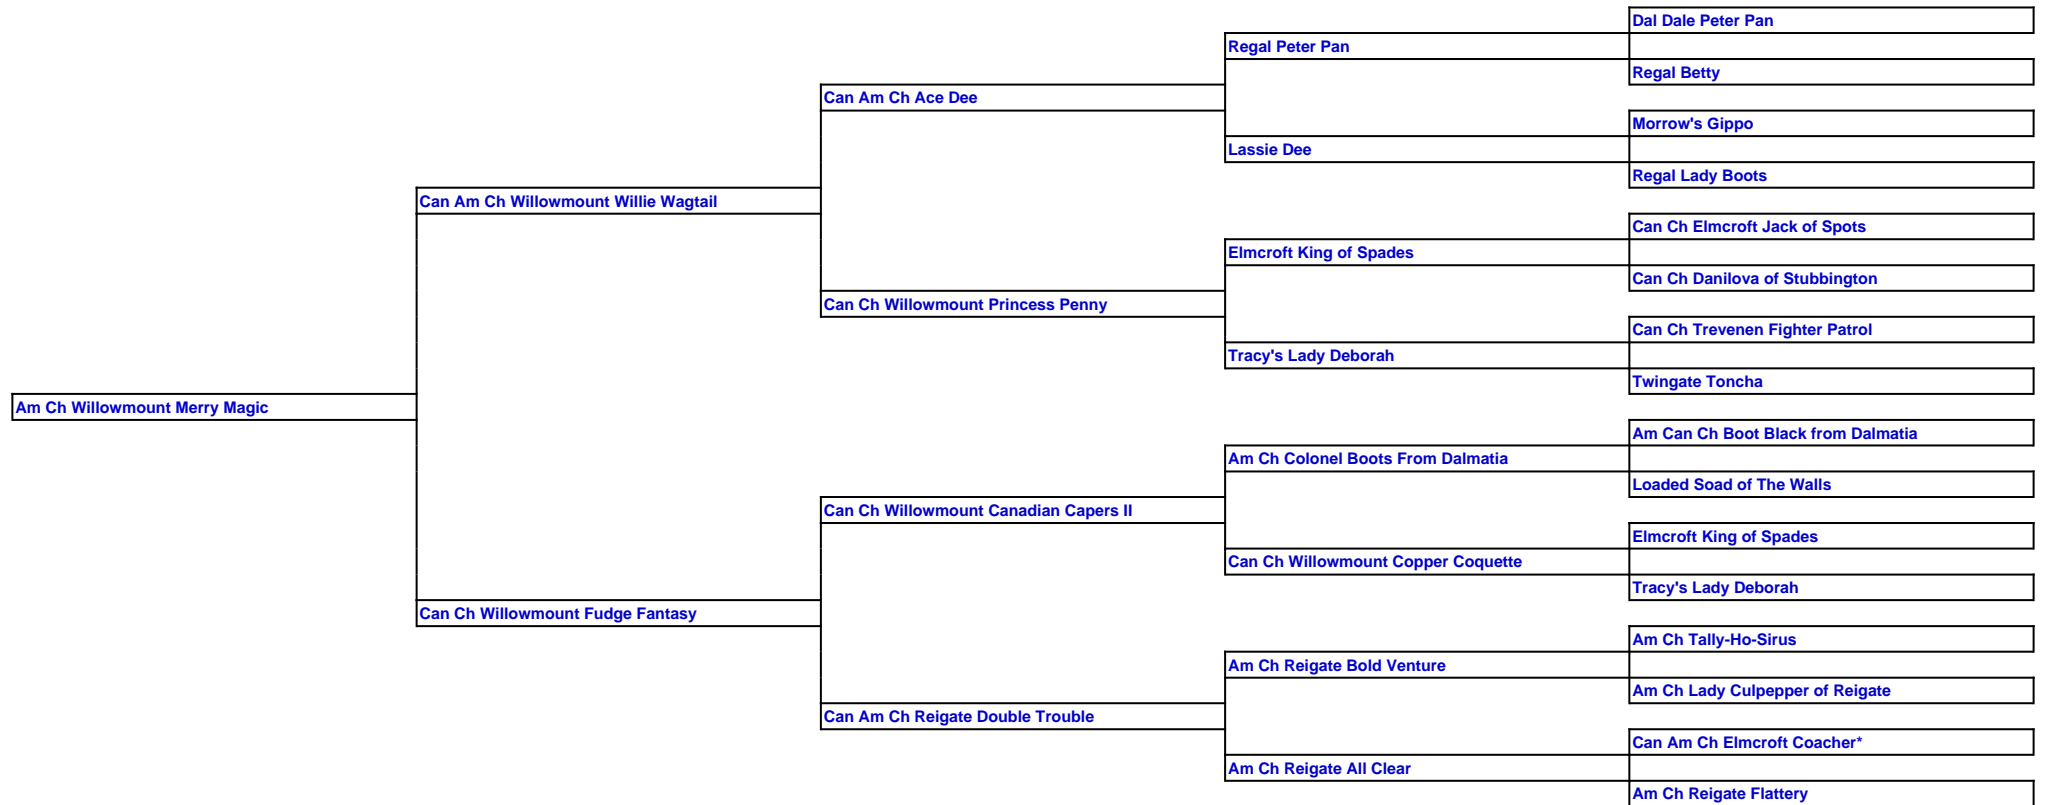 Dal Dale Peter Pan
Regal Peter Pan
Regal Betty
Can Am Ch Ace Dee
Morrow's Gippo
Lassie Dee
Regal Lady Boots
Can Am Ch Willowmount Willie Wagtail
Can Ch Elmcroft Jack of Spots
Elmcroft King of Spades
Can Ch Danilova of Stubbington
Can Ch Willowmount Princess Penny
Can Ch Trevenen Fighter Patrol
Tracy's Lady Deborah
Twingate Toncha
Am Ch Willowmount Merry Magic
Am Can Ch Boot Black from Dalmatia
Am Ch Colonel Boots From Dalmatia
Loaded Soad of The Walls
Can Ch Willowmount Canadian Capers II
Elmcroft King of Spades
Can Ch Willowmount Copper Coquette
Tracy's Lady Deborah
Can Ch Willowmount Fudge Fantasy
Am Ch Tally-Ho-Sirus
Am Ch Reigate Bold Venture
Am Ch Lady Culpepper of Reigate
Can Am Ch Reigate Double Trouble
Can Am Ch Elmcroft Coacher*
Am Ch Reigate All Clear
Am Ch Reigate Flattery